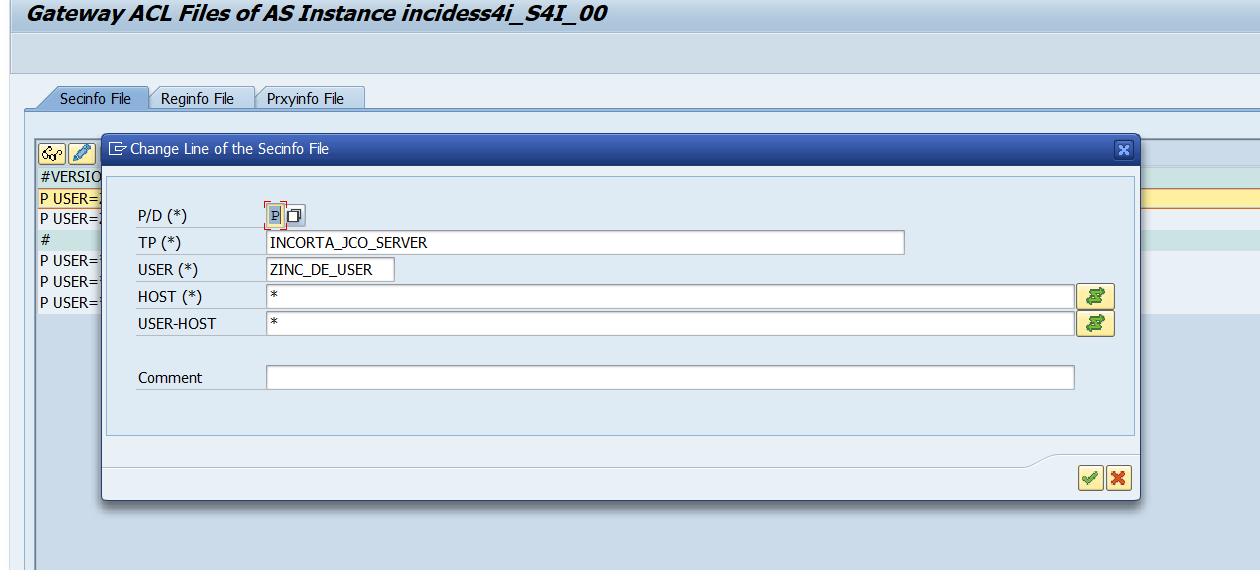 Gateway ACL Files of AS Instance incidess4i_S4I_00
Secinfo File Reginfo File Prxyinfo File
Change Line of the Secinfo File
#VERSIO
P USER=
P USER=
#
P USER=
P USER=
P USER=
P/D (*) P
TP (*) INCORTA_JCO_SERVER
USER (*) ZINC_DE_USER
HOST (*) *
USER-HOST *
Comment